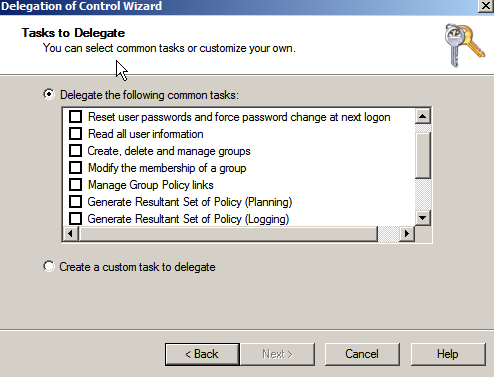 Delegation of Control Wizard
Tasks to Delegate
You can select common tasks or customize your own.
Delegate the following common tasks:
Reset user passwords and force password change at next logon
Read all user information
Create, delete and manage groups
Modify the membership of a group
Manage Group Policy links
Generate Resultant Set of Policy (Planning)
Generate Resultant Set of Policy (Logging)
Create a custom task to delegate
< Back Next > Cancel Help